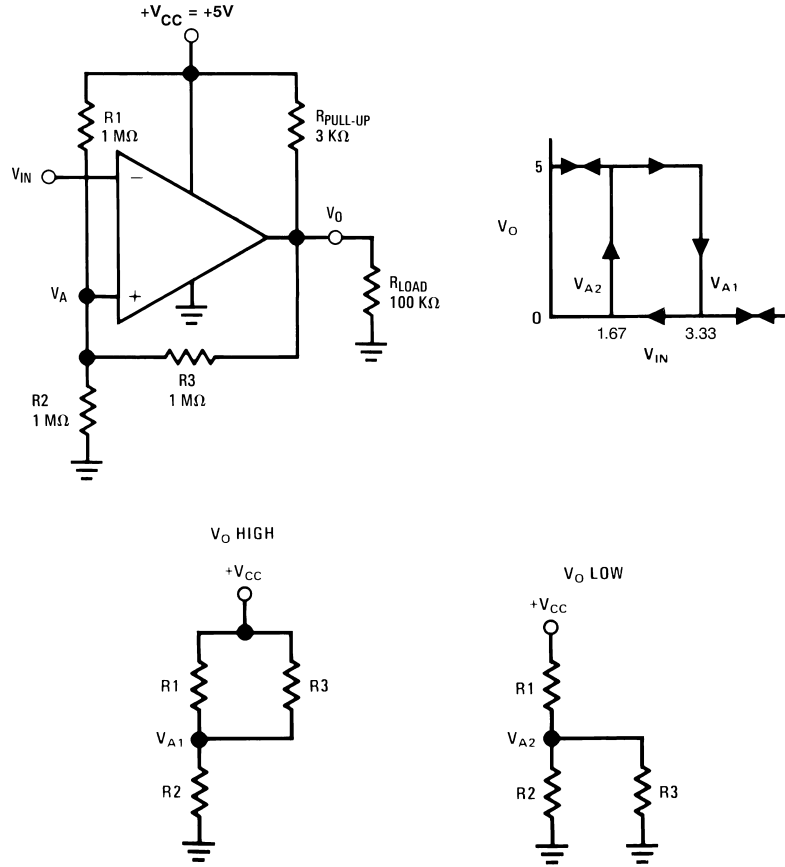 +VCC = +5V
R1
1 MΩ
RPULL-UP
3 KΩ
VIN
−
VO
VA
+
RLOAD
100 KΩ
R3
1 MΩ
R2
1 MΩ
5
VO
VA2
VA1
0
1.67
3.33
VIN
VO HIGH
+VCC
R1
R3
VA1
R2
VO LOW
+VCC
R1
VA2
R2
R3